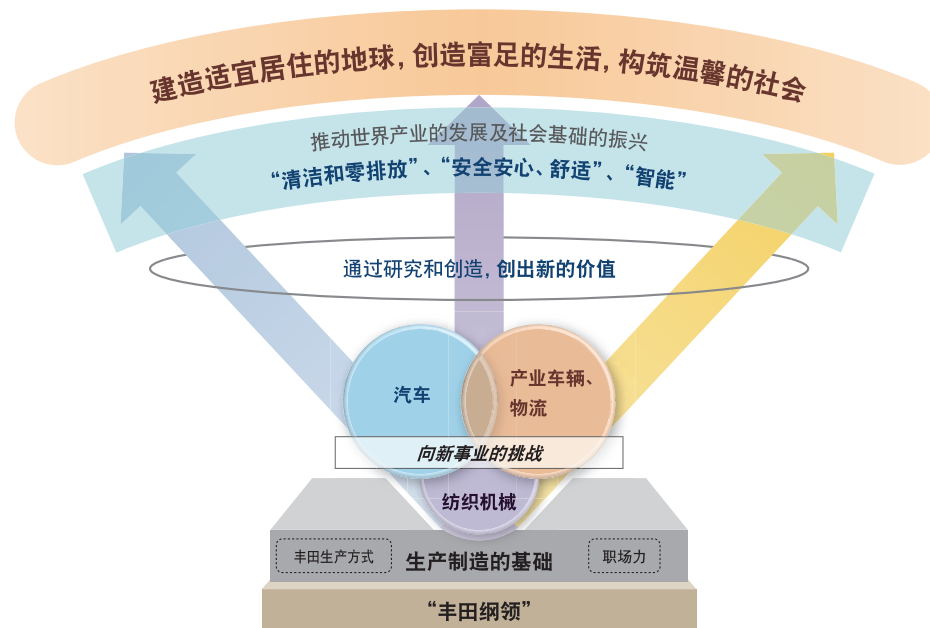 建造适宜居住的地球，创造富足的生活，构筑温馨的社会
推动世界产业的发展及社会基础的振兴
“清洁和零排放”、“安全安心、舒适”、“智能”
通过研究和创造，创出新的价值
汽车
产业车辆、
物流
向新事业的挑战
纺织机械
丰田生产方式
生产制造的基础
职场力
“丰田纲领”